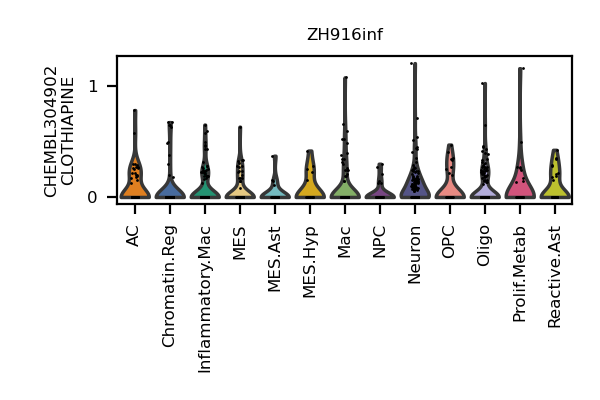 ZH916inf
CHEMBL304902
CLOTHIAPINE
1
0
AC
Chromatin.Reg
Inflammatory.Mac
MES
MES.Ast
MES.Hyp
Mac
NPC
Neuron
OPC
Oligo
Prolif.Metab
Reactive.Ast